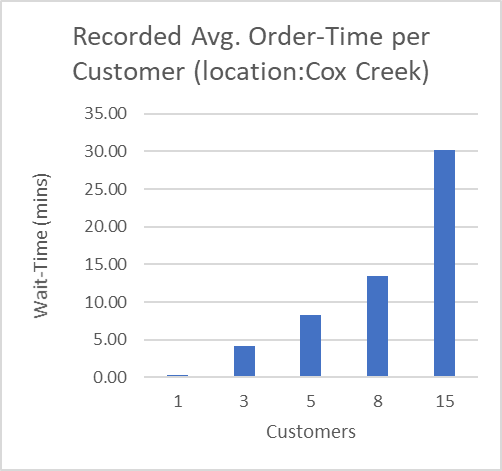 Recorded Avg. Order-Time per
Customer (location:Cox Creek)
35.00
30.00
25.00
20.00
15.00
10.00
5.00
0.00
Wait-Time (mins)
1 3 5 8 15
Customers